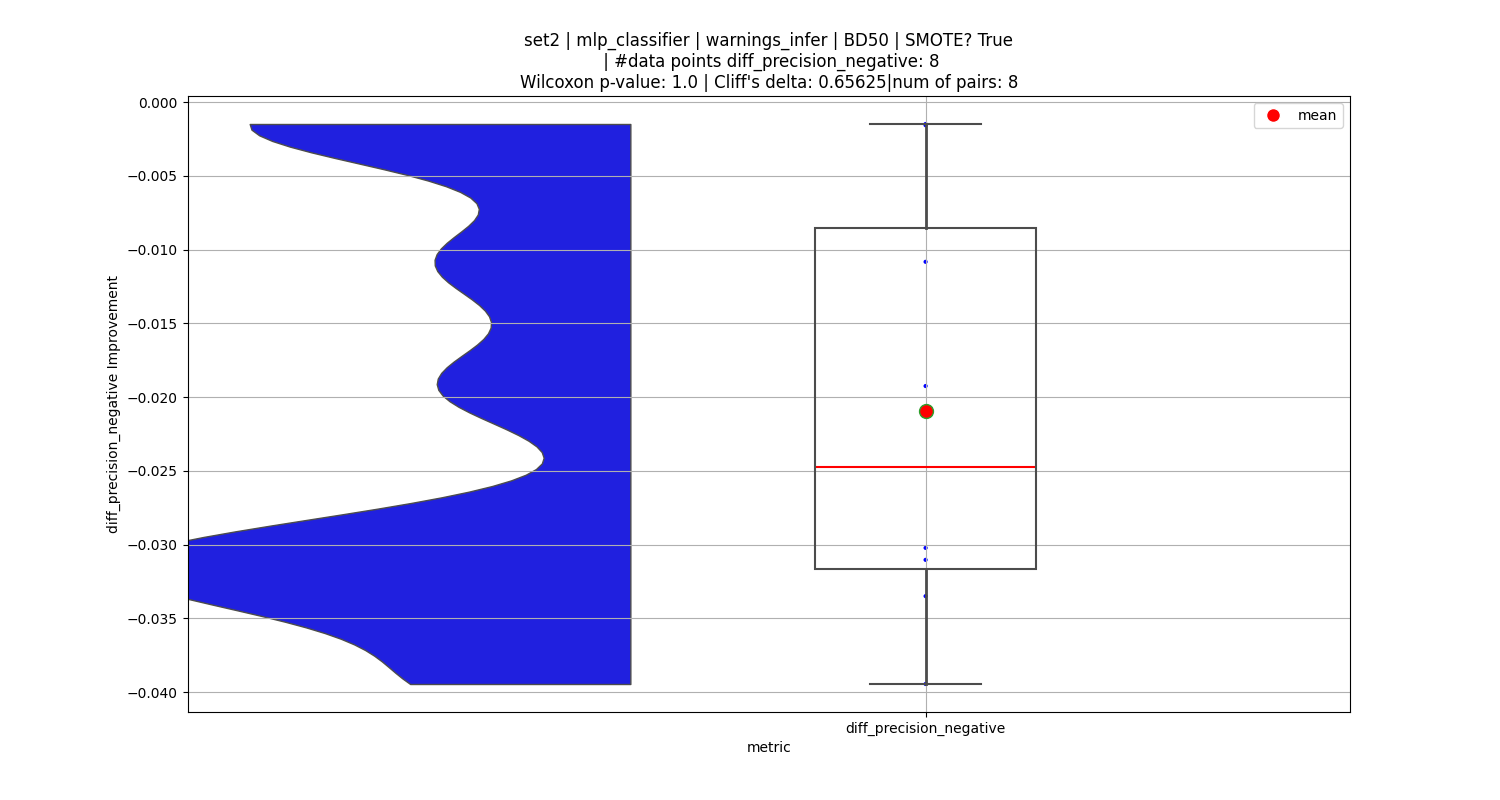 set2 | mlp_classifier | warnings_infer | BD50 | SMOTE? True
| #data points diff_precision_negative: 8
Wilcoxon p-value: 1.0 | Cliff's delta: 0.65625|num of pairs: 8
mean
0.000
−0.005
−0.010
−0.015
−0.020
−0.025
−0.030
−0.035
−0.040
diff_precision_negative Improvement
diff_precision_negative
metric